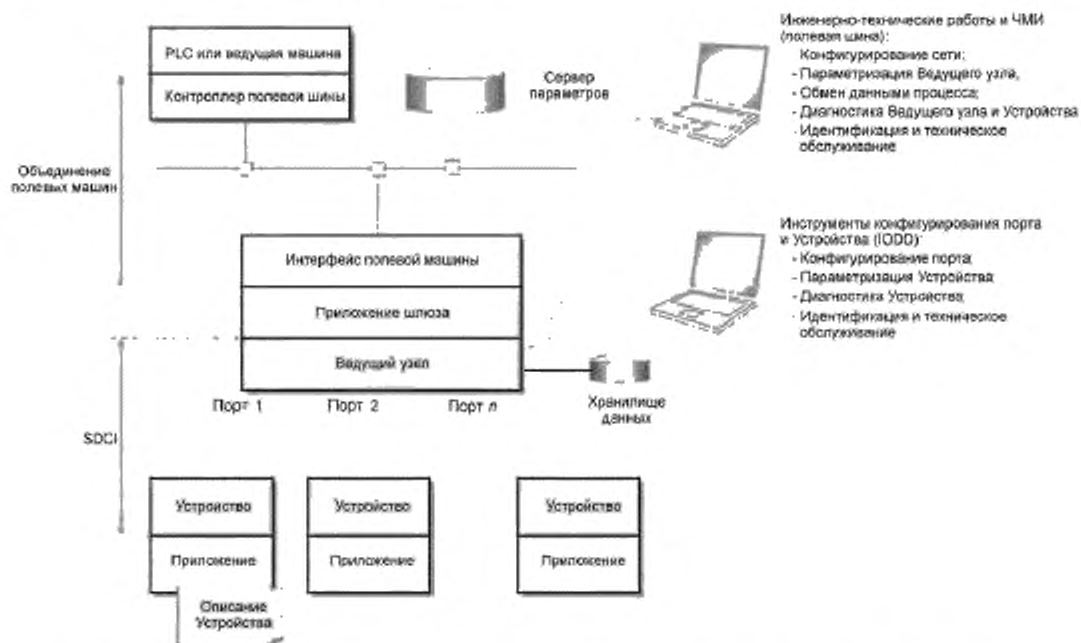 PLC или ведущая машина
Контроллер полевой шины
Сервер
параметров
Инженерно-технические работы и ЧМИ
(полевая шина):
Конфигурирование сети;
- Параметризация Ведущего узла,
- Обмен данными процесса;
- Диагностика Ведущего узла и Устройства
- Идентификация и техническое
обслуживание
Объединение
полевых машин
Интерфейс полевой машины
Приложение шлюза
Ведущий узел
Порт 1
Порт 2
Порт n
Хранилище
данных
Инструменты конфигурирования порта
и Устройства (IODD):
- Конфигурирование порта;
- Параметризация Устройства
- Диагностика Устройства;
- Идентификация и техническое
обслуживание
SDCI
Устройство
Приложение
Устройство
Приложение
Устройство
Приложение
Описание
Устройства